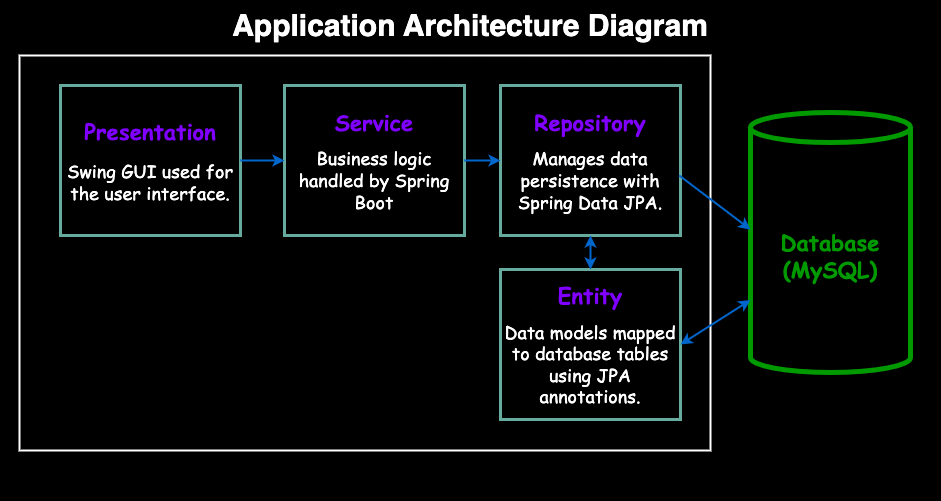 Application Architecture Diagram
Presentation
Swing GUI used for
the user interface.
Service
Business logic
handled by Spring
Boot
Repository
Manages data
persistence with
Spring Data JPA.
Entity
Data models mapped
to database tables
using JPA
annotations.
Database
(MySQL)